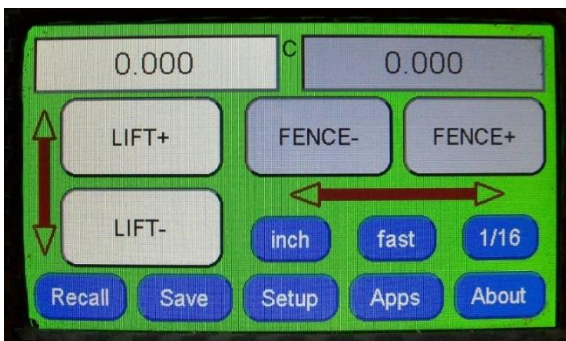 0.000 C 0.000
LIFT+ FENCE- FENCE+
LIFT-
inch fast 1/16
Recall Save Setup Apps About